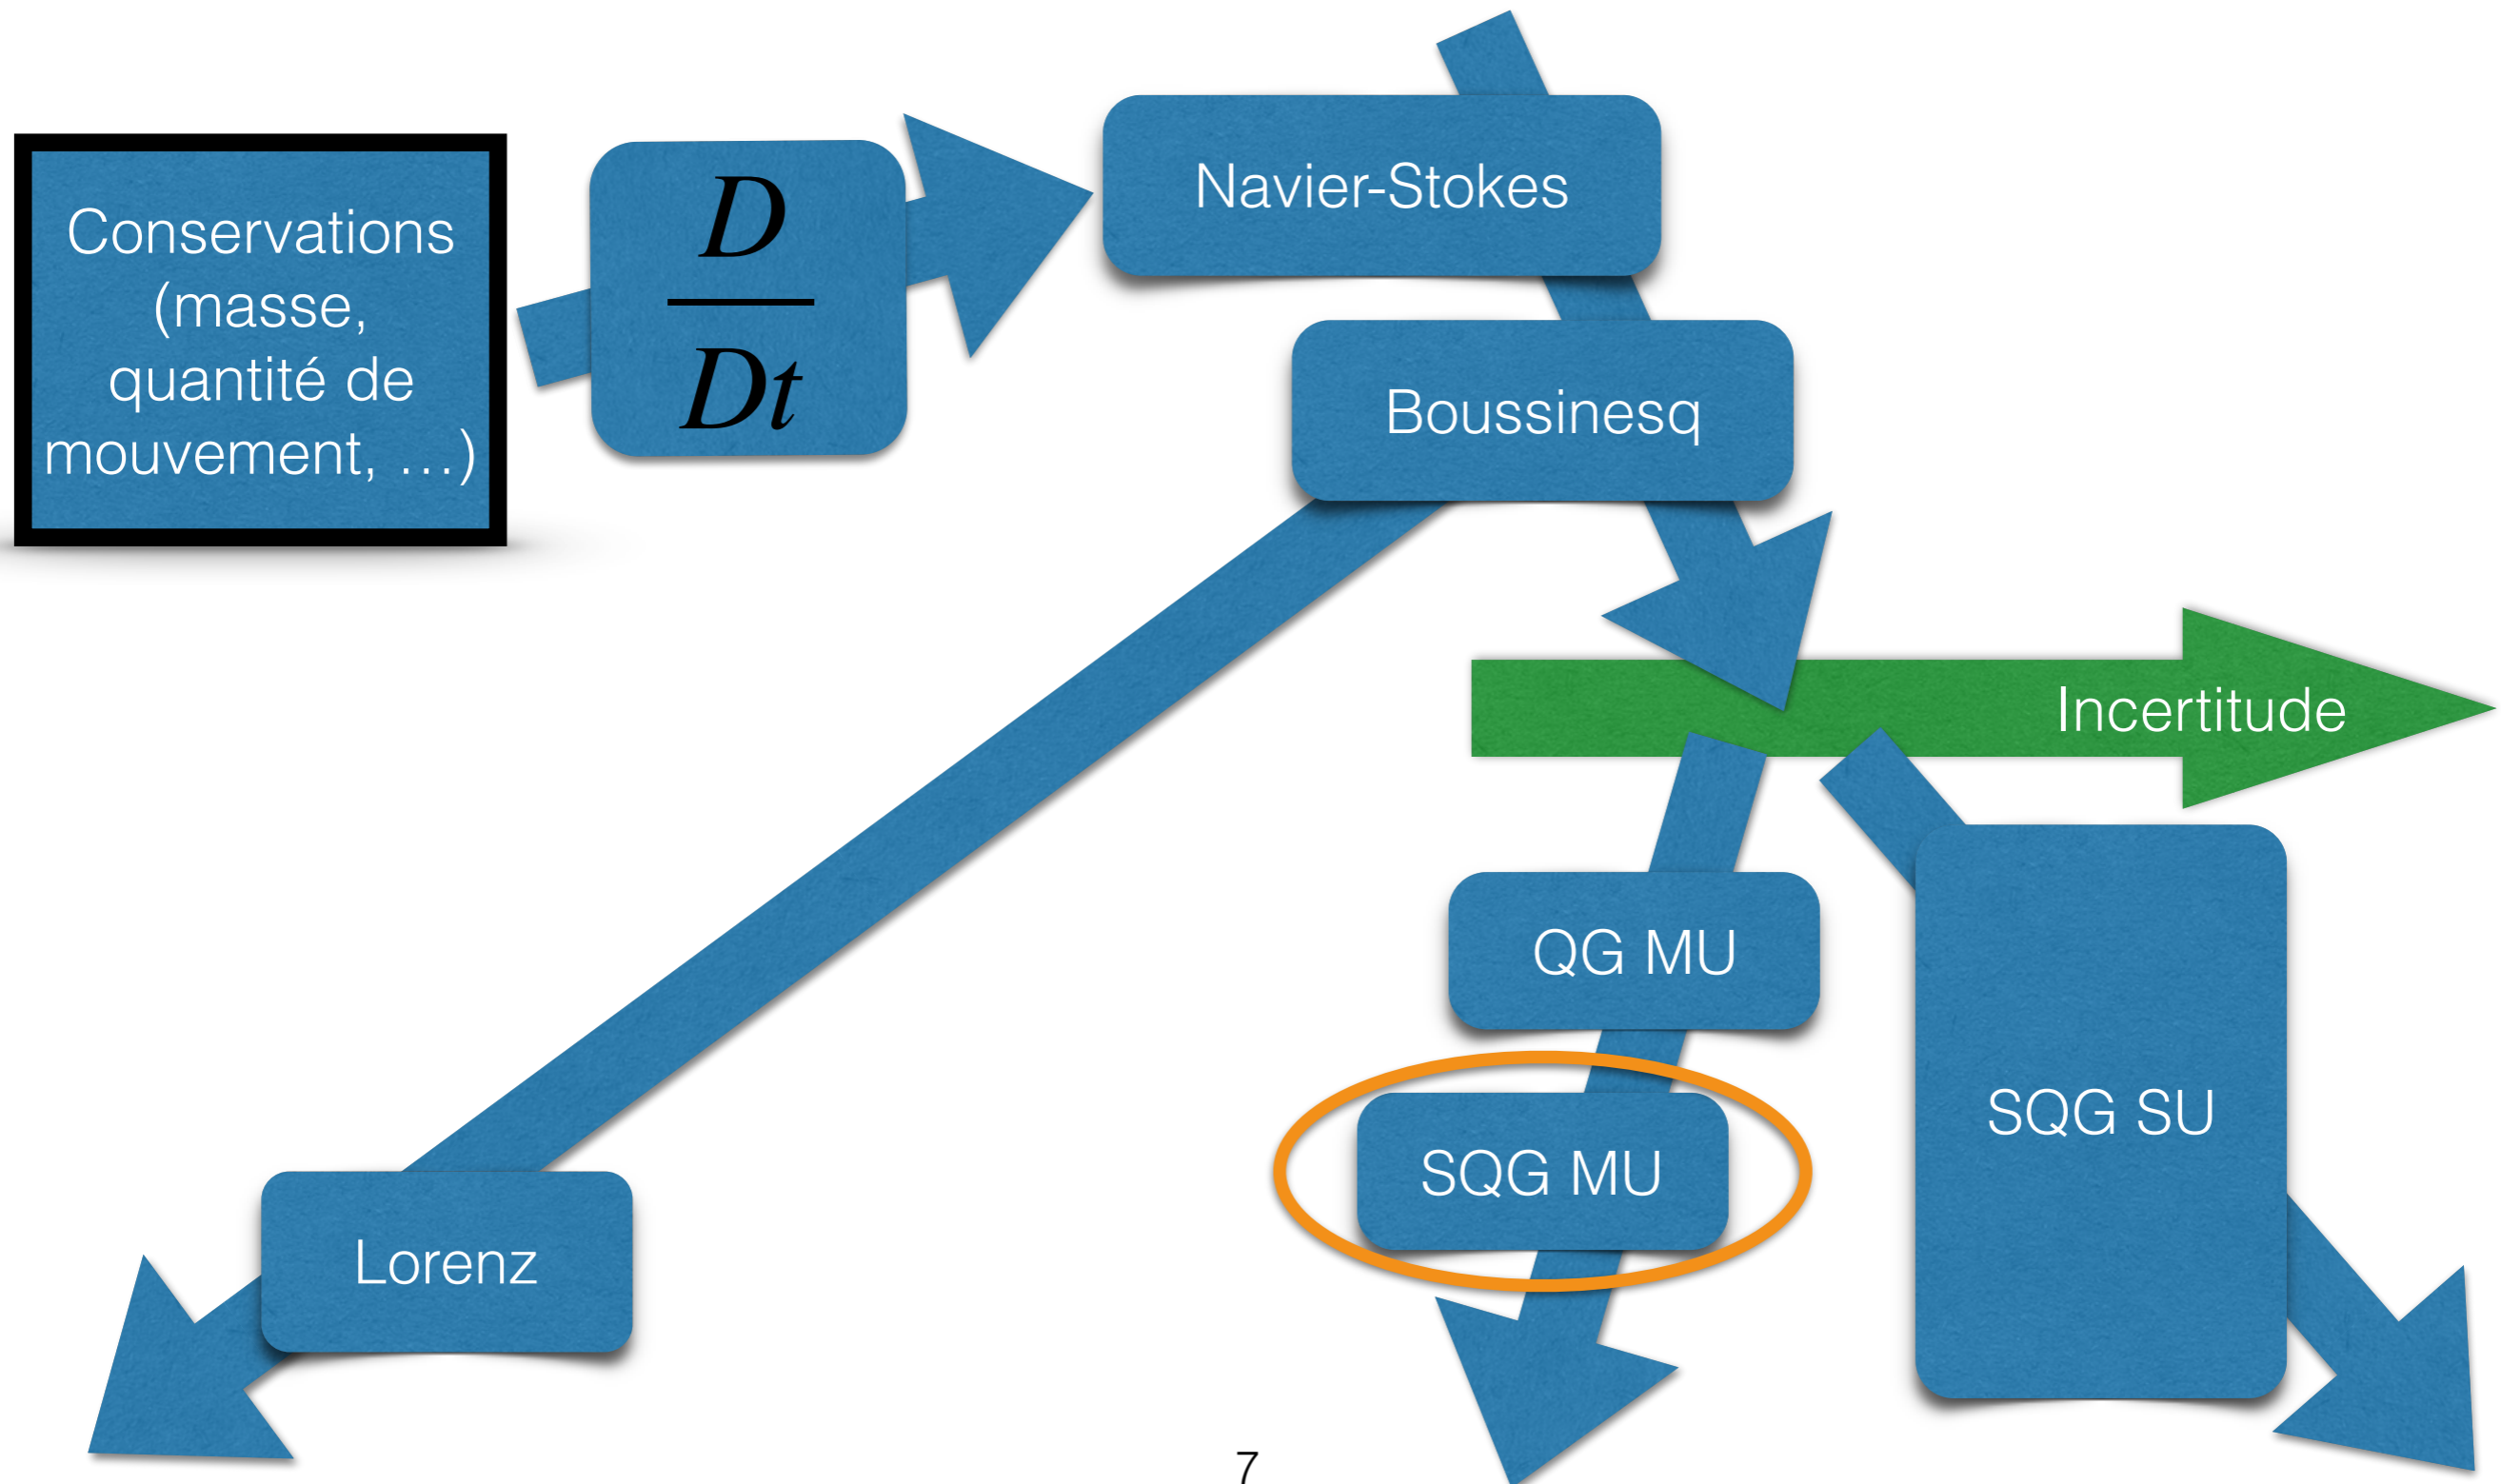 Conservations
(masse,
quantité de
mouvement, …)
D
Dt
Navier-Stokes
Boussinesq
Incertitude
QG MU
SQG MU
SQG SU
Lorenz
7